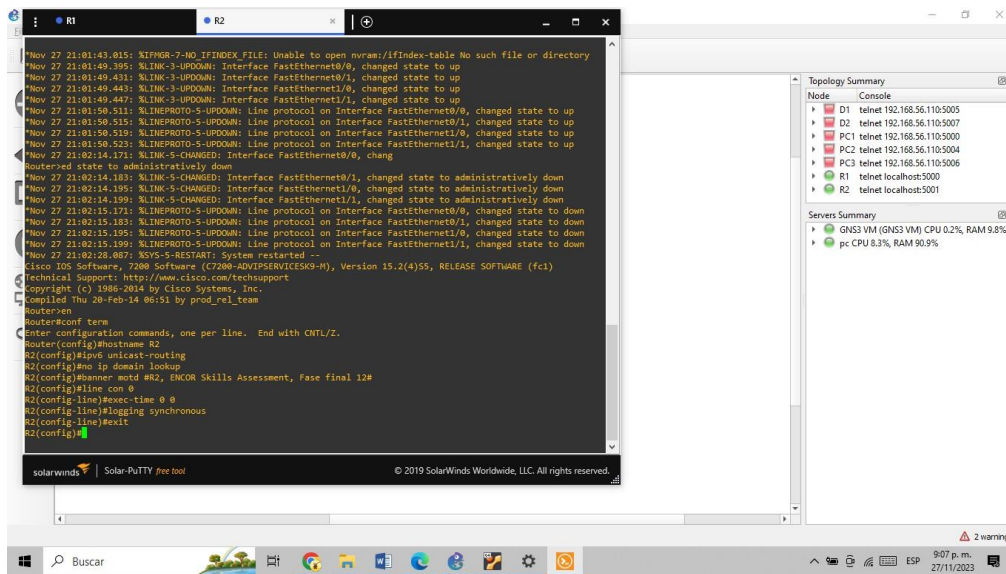 R1
R2
*Nov 27 21:01:43.015: %IFMGR-7-NO_IFINDEX_FILE: Unable to open nvram:/ifIndex-table No such file or directory
*Nov 27 21:01:49.395: %LINK-3-UPDOWN: Interface FastEthernet0/0, changed state to up
*Nov 27 21:01:49.431: %LINK-3-UPDOWN: Interface FastEthernet0/1, changed state to up
*Nov 27 21:01:49.443: %LINK-3-UPDOWN: Interface FastEthernet1/0, changed state to up
*Nov 27 21:01:49.447: %LINK-3-UPDOWN: Interface FastEthernet1/1, changed state to up
*Nov 27 21:01:50.511: %LINEPROTO-5-UPDOWN: Line protocol on Interface FastEthernet0/0, changed state to up
*Nov 27 21:01:50.515: %LINEPROTO-5-UPDOWN: Line protocol on Interface FastEthernet0/1, changed state to up
*Nov 27 21:01:50.519: %LINEPROTO-5-UPDOWN: Line protocol on Interface FastEthernet1/0, changed state to up
*Nov 27 21:01:50.523: %LINEPROTO-5-UPDOWN: Line protocol on Interface FastEthernet1/1, changed state to up
*Nov 27 21:02:14.171: %LINK-5-CHANGED: Interface FastEthernet0/0, chang
Router>ed state to administratively down
*Nov 27 21:02:14.183: %LINK-5-CHANGED: Interface FastEthernet0/1, changed state to administratively down
*Nov 27 21:02:14.195: %LINK-5-CHANGED: Interface FastEthernet1/0, changed state to administratively down
*Nov 27 21:02:14.199: %LINK-5-CHANGED: Interface FastEthernet1/1, changed state to administratively down
*Nov 27 21:02:15.171: %LINEPROTO-5-UPDOWN: Line protocol on Interface FastEthernet0/0, changed state to down
*Nov 27 21:02:15.183: %LINEPROTO-5-UPDOWN: Line protocol on Interface FastEthernet0/1, changed state to down
*Nov 27 21:02:15.195: %LINEPROTO-5-UPDOWN: Line protocol on Interface FastEthernet1/0, changed state to down
*Nov 27 21:02:15.199: %LINEPROTO-5-UPDOWN: Line protocol on Interface FastEthernet1/1, changed state to down
*Nov 27 21:02:28.087: %SYS-5-RESTART: System restarted --
Cisco IOS Software, 7200 Software (C7200-ADVIPSERVICESK9-M), Version 15.2(4)S5, RELEASE SOFTWARE (fc1)
Technical Support: http://www.cisco.com/techsupport
Copyright (c) 1986-2014 by Cisco Systems, Inc.
Compiled Thu 20-Feb-14 06:51 by prod_rel_team
Router>en
Router#conf term
Enter configuration commands, one per line.  End with CNTL/Z.
Router(config)#hostname R2
R2(config)#ipv6 unicast-routing
R2(config)#no ip domain lookup
R2(config)#banner motd #R2, ENCOR Skills Assessment, Fase final 12#
R2(config)#line con 0
R2(config-line)#exec-time 0 0
R2(config-line)#logging synchronous
R2(config-line)#exit
R2(config)#
solarwinds Solar-PuTTY free tool
© 2019 SolarWinds Worldwide, LLC. All rights reserved.
Topology Summary
Node Console
D1 telnet 192.168.56.110:5005
D2 telnet 192.168.56.110:5007
PC1 telnet 192.168.56.110:5000
PC2 telnet 192.168.56.110:5004
PC3 telnet 192.168.56.110:5006
R1 telnet localhost:5000
R2 telnet localhost:5001
Servers Summary
GNS3 VM (GNS3 VM) CPU 0.2%, RAM 9.8%
pc CPU 8.3%, RAM 90.9%
2 warning
Buscar
ESP
9:07 p. m.
27/11/2023